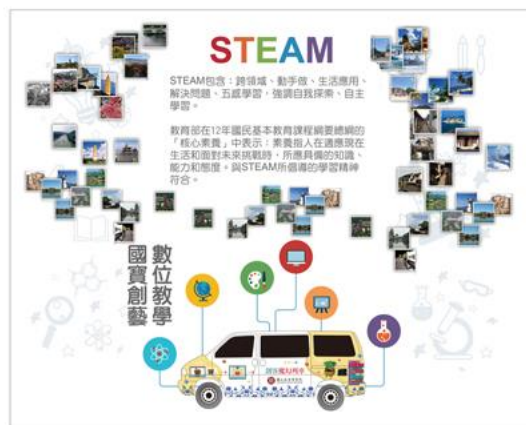 STEAM
STEAM包含：跨領域、動手做、生活應用、
解決問題、五感學習，強調自我探索、自主
學習。
教育部在12年國民基本教育課程綱要總綱的
「核心素養」中表示：素養指人在適應現在
生活和面對未來挑戰時，所應具備的知識、
能力和態度。與STEAM所倡導的學習精神
符合。
數位教學
國寶創藝